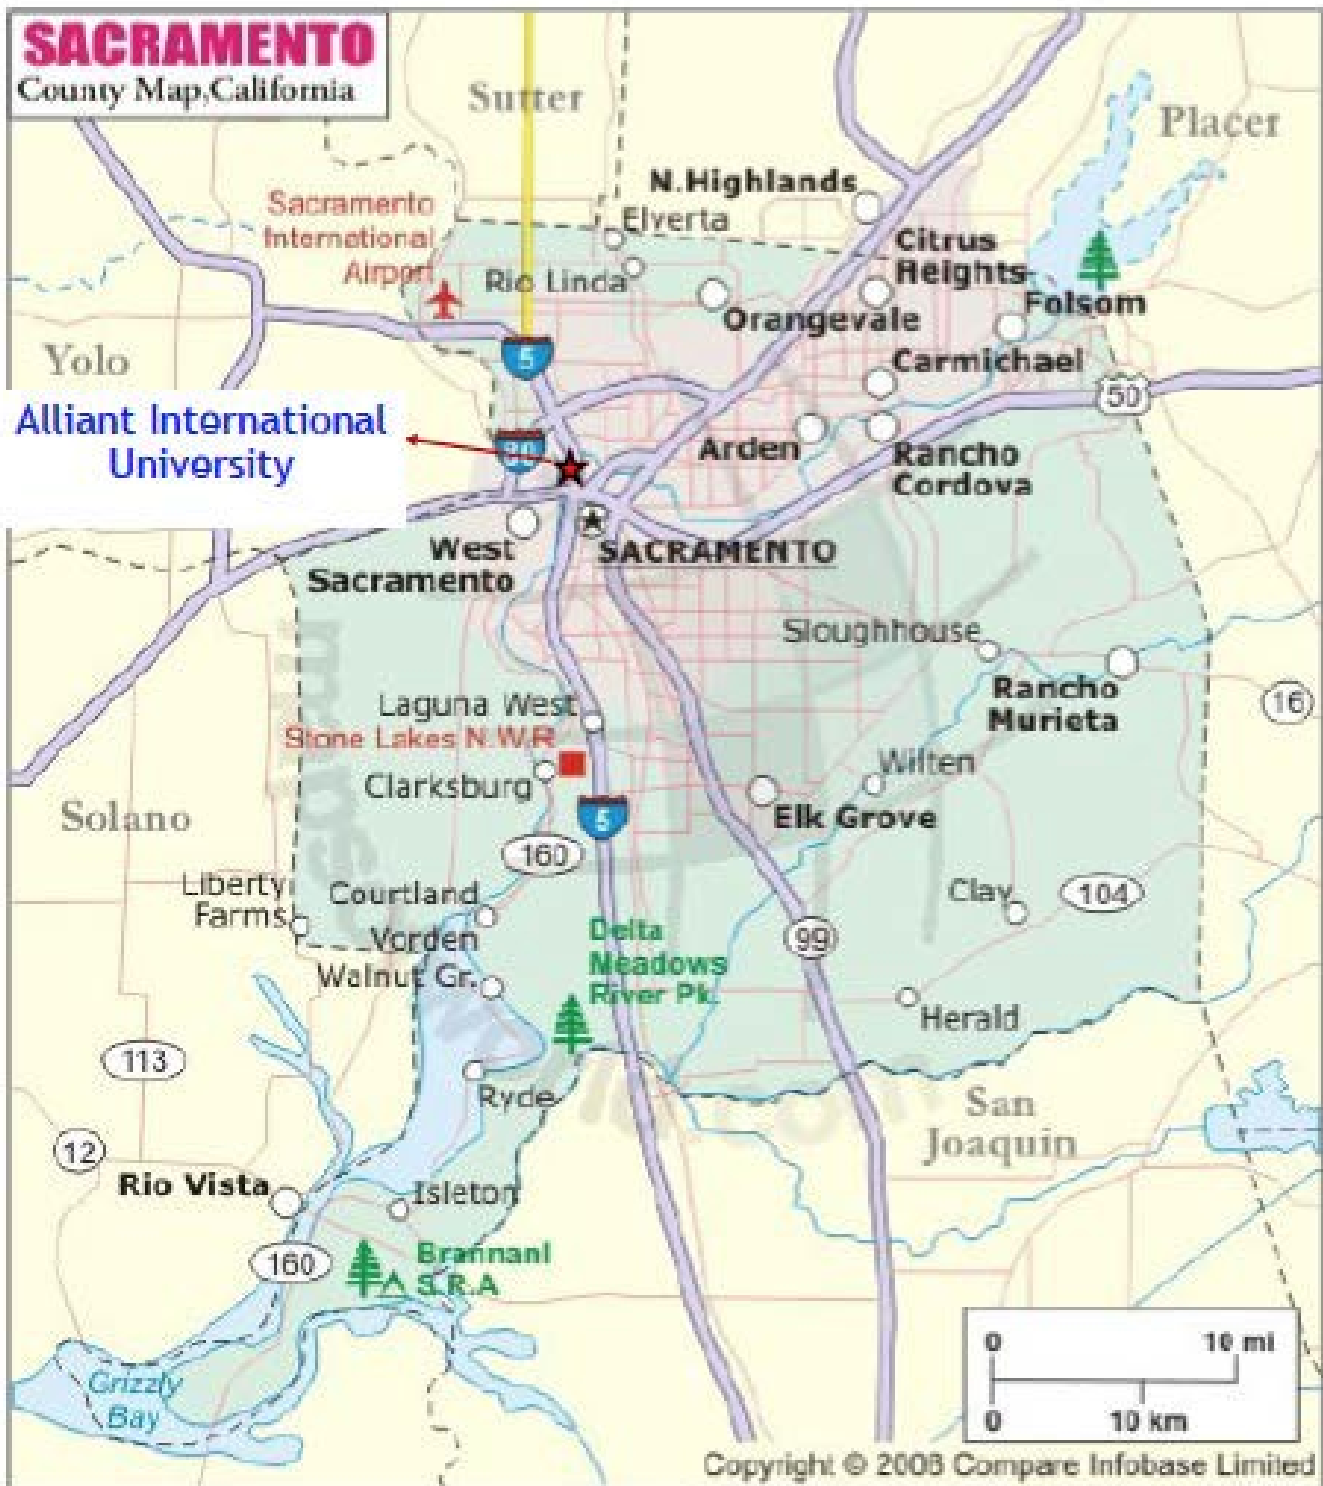 SACRAMENTO
County Map,California
Sutter
Placer
N.Highlands
Sacramento
International
Airport
Elverta
Citrus
Heights
Rio Linda
Folsom
Orangevale
Yolo
5
Carmichael
50
Alliant International
University
80
Arden
Rancho
Cordova
West
Sacramento
SACRAMENTO
Sloughhouse
Rancho
Murieta
16
Laguna West
Stone Lakes N.W.R
Wilten
Clarksburg
Solano
5
Elk Grove
160
Liberty
Farms
Courtland
Clay
104
Vorden
Delta
Meadows
River Pk.
99
Walnut Gr.
Herald
113
Ryde
San
Joaquin
12
Rio Vista
Isleton
160
Brannanl
S.R.A
Grizzly
Bay
0
10 mi
0
10 km
Copyright © 2003 Compare Infobase Limited